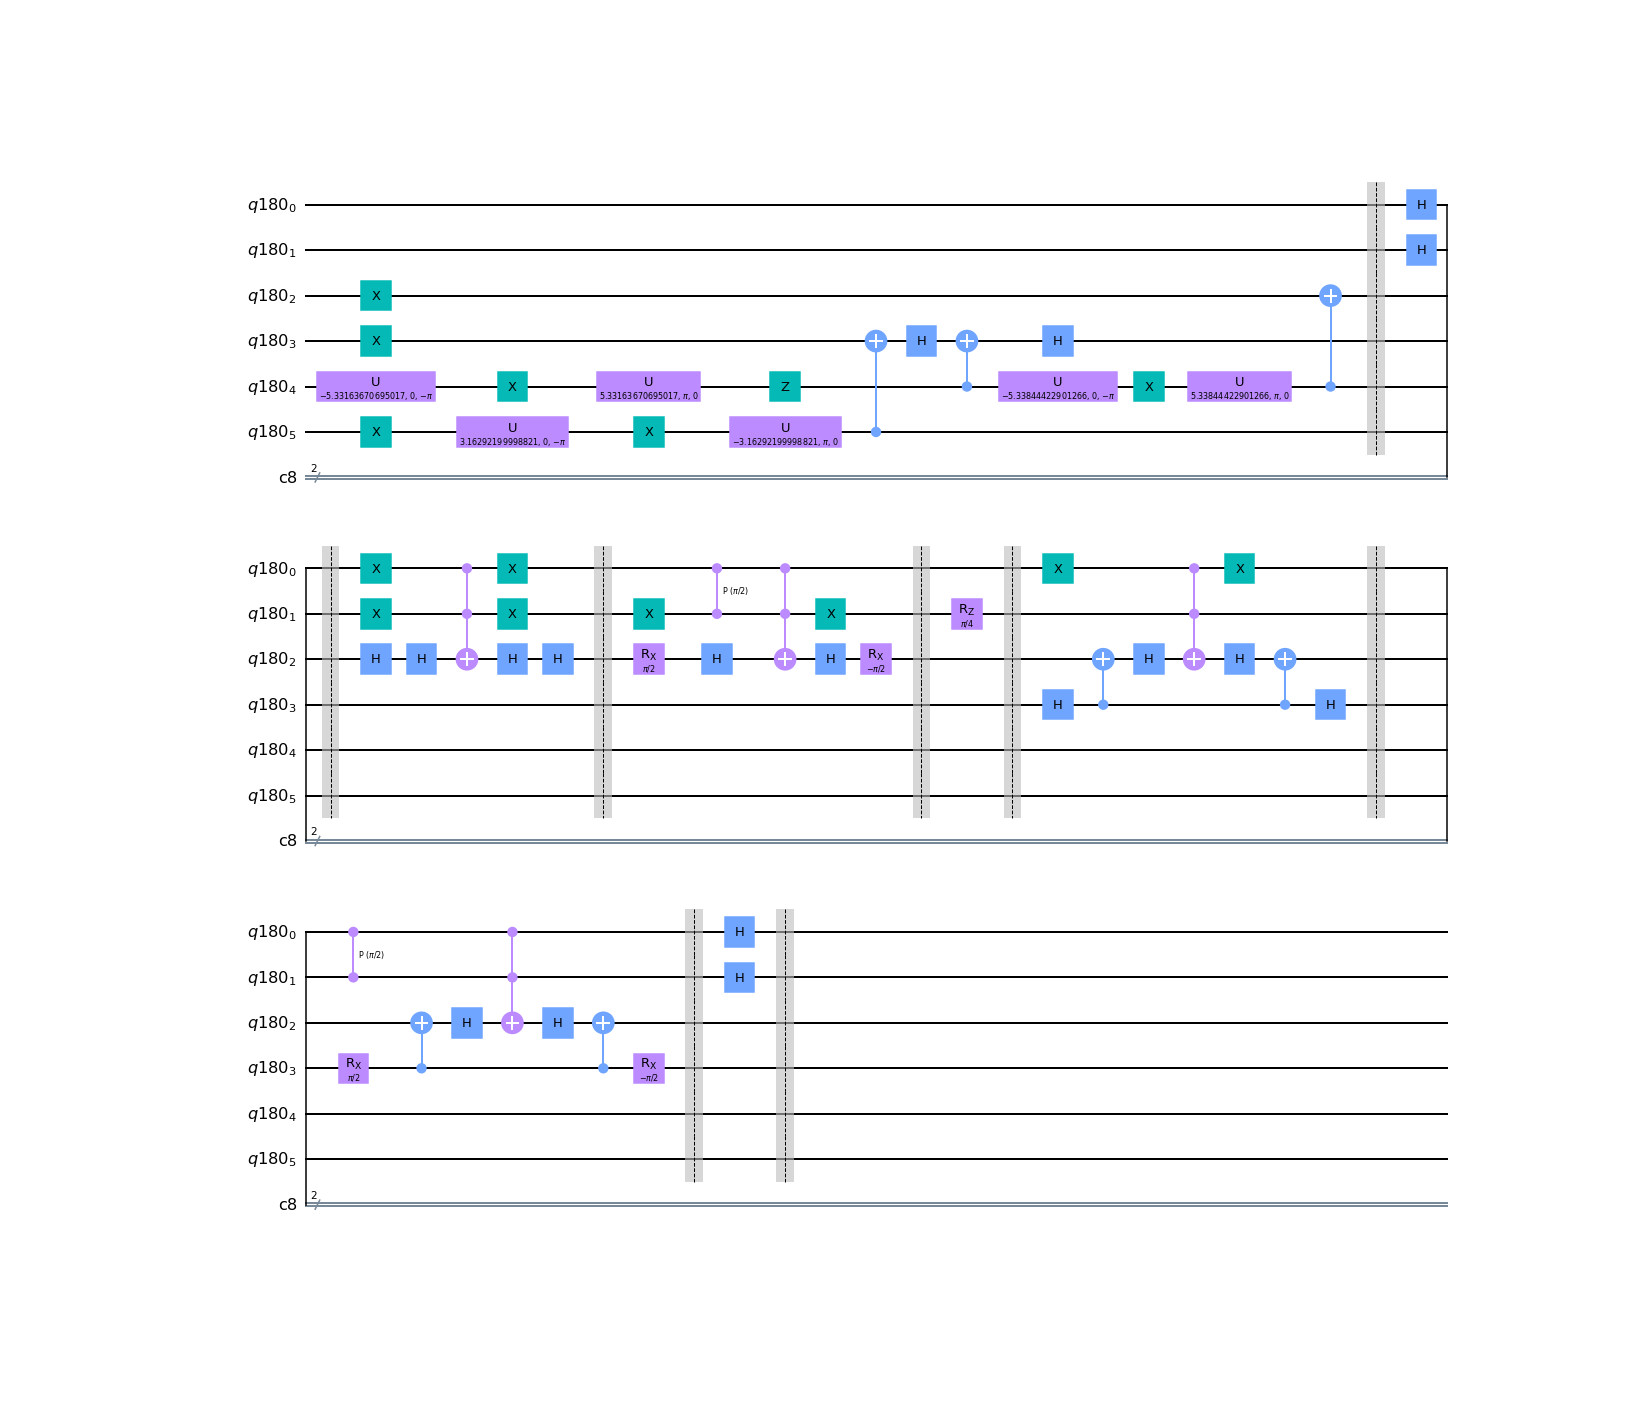 q180₀ H
q180₁ H
q180₂ X
q180₃ X H H
q180₄ U X U Z U X U
−5.33163670695017, 0, −π 5.33163670695017, π, 0 −5.33844422901266, 0, −π 5.33844422901266, π, 0
q180₅ X U X U
3.16292199998821, 0, −π −3.16292199998821, π, 0
2
c8
q180₀ X X X X
P (π/2)
q180₁ X X X X R_Z
π/4
q180₂ H H H H R_X H H R_X H H
π/2 −π/2
q180₃ H H
q180₄
q180₅
2
c8
q180₀ H
P (π/2)
q180₁ H
q180₂ H H
q180₃ R_X R_X
π/2 −π/2
q180₄
q180₅
2
c8